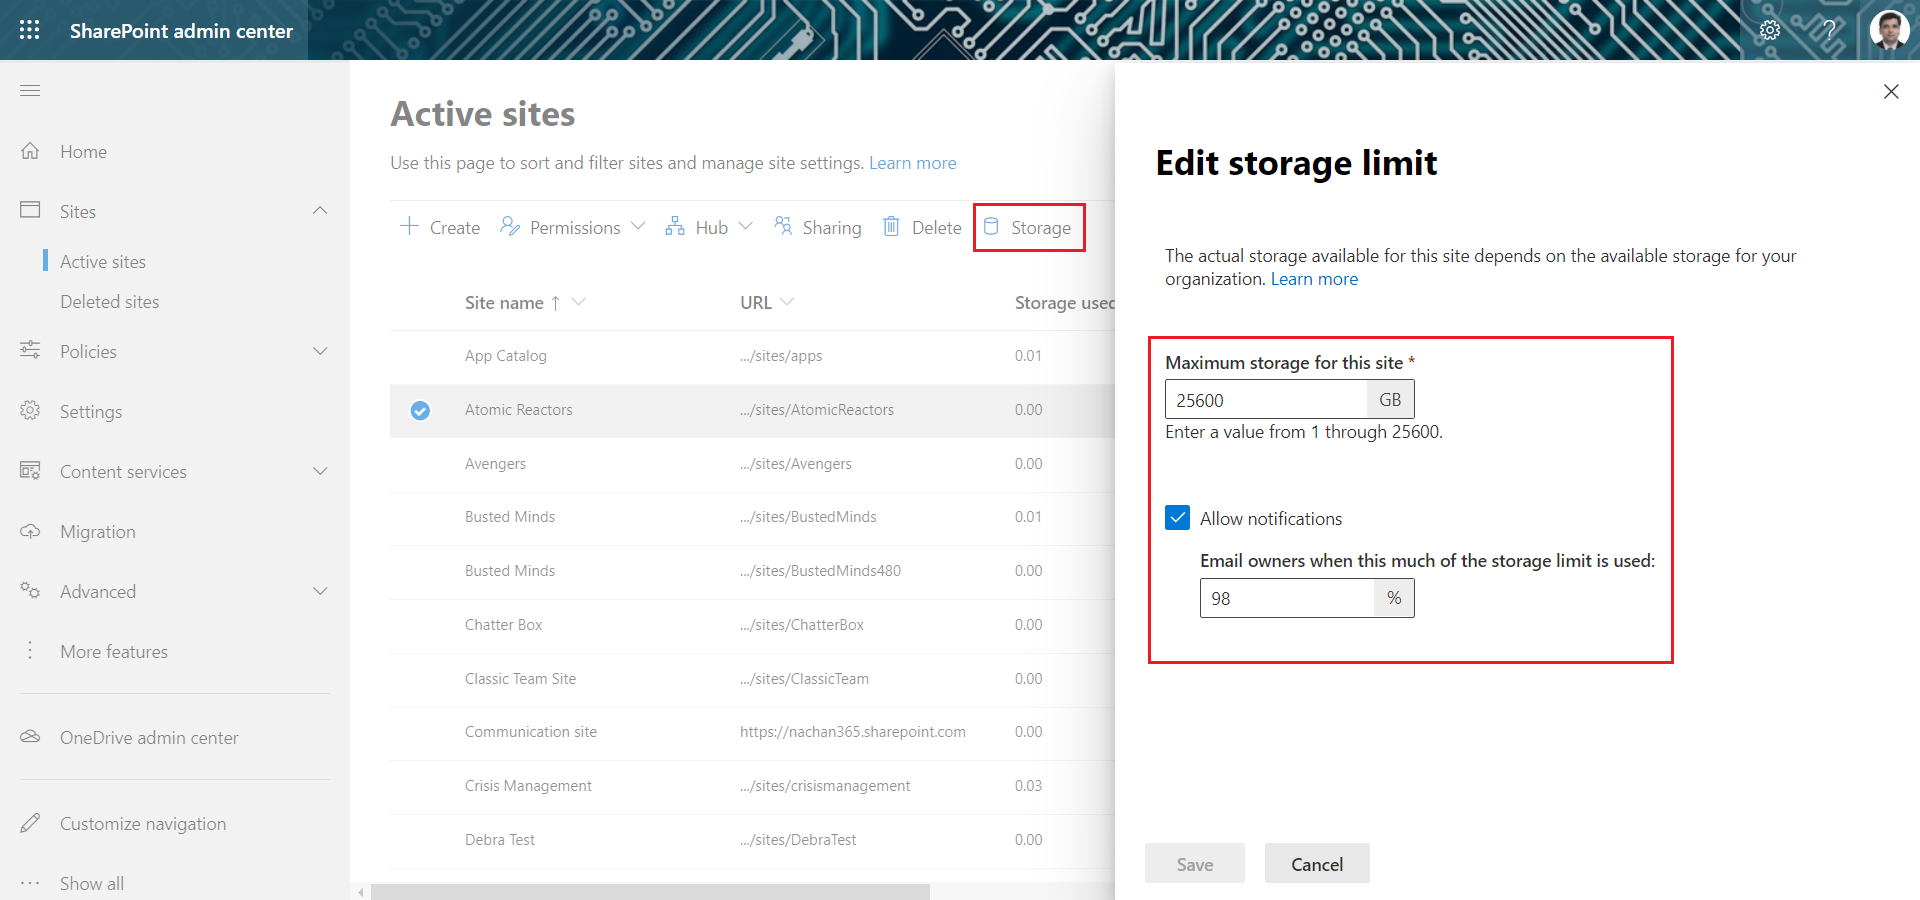 SharePoint admin center
Home
Sites
Active sites
Deleted sites
Policies
Settings
Content services
Migration
Advanced
More features
OneDrive admin center
Customize navigation
Show all
Active sites
Use this page to sort and filter sites and manage site settings. Learn more
Create Permissions Hub Sharing Delete Storage
Site name ↑ URL Storage used
App Catalog .../sites/apps 0.01
Atomic Reactors .../sites/AtomicReactors 0.00
Avengers .../sites/Avengers 0.00
Busted Minds .../sites/BustedMinds 0.01
Busted Minds .../sites/BustedMinds480 0.00
Chatter Box .../sites/ChatterBox 0.00
Classic Team Site .../sites/ClassicTeam 0.00
Communication site https://nachan365.sharepoint.com 0.00
Crisis Management .../sites/crisismanagement 0.03
Debra Test .../sites/DebraTest 0.00
Edit storage limit
The actual storage available for this site depends on the available storage for your
organization. Learn more
Maximum storage for this site *
25600 GB
Enter a value from 1 through 25600.
Allow notifications
Email owners when this much of the storage limit is used:
98 %
Save Cancel